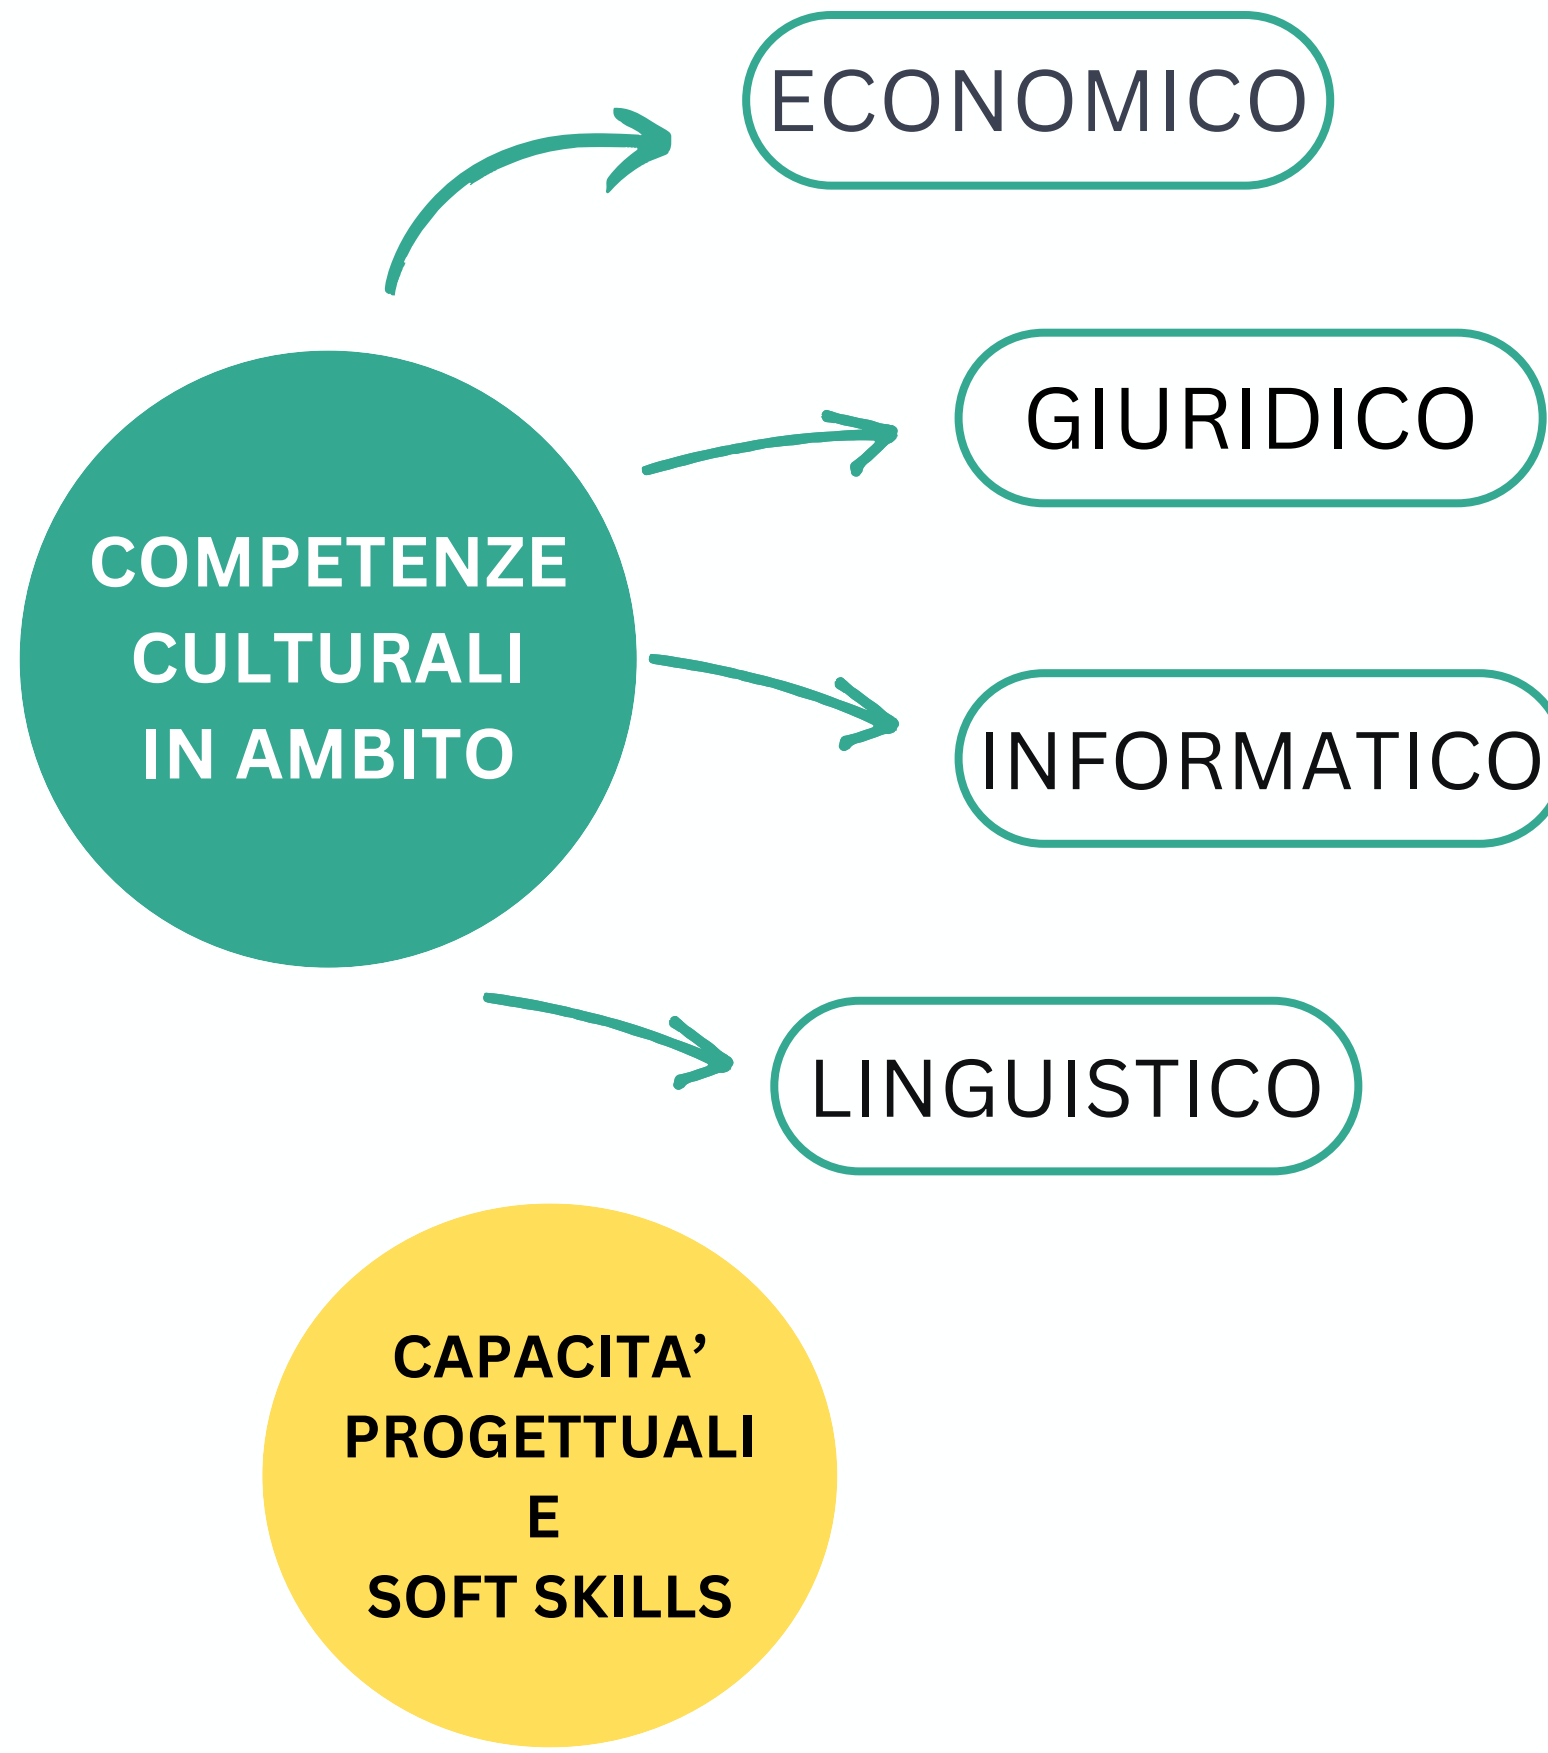 ECONOMICO
GIURIDICO
COMPETENZE
CULTURALI
IN AMBITO
INFORMATICO
LINGUISTICO
CAPACITA’
PROGETTUALI
E
SOFT SKILLS